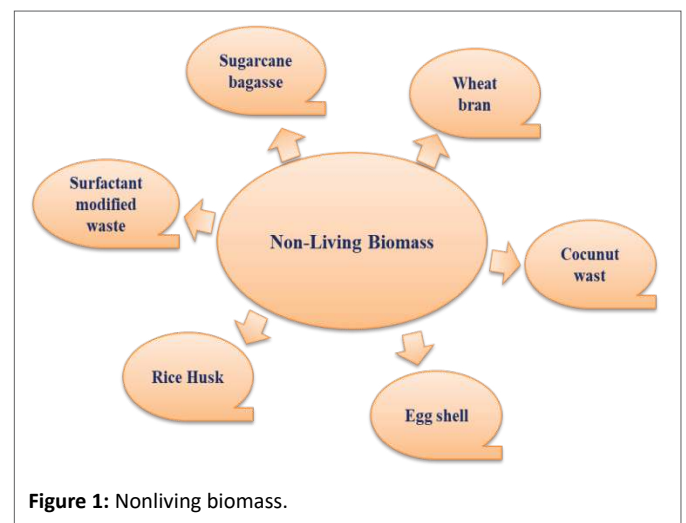 Sugarcane
bagasse
Wheat
bran
Surfactant
modified
waste
Non-Living Biomass
Cocunut
wast
Rice Husk
Egg shell
Figure 1: Nonliving biomass.